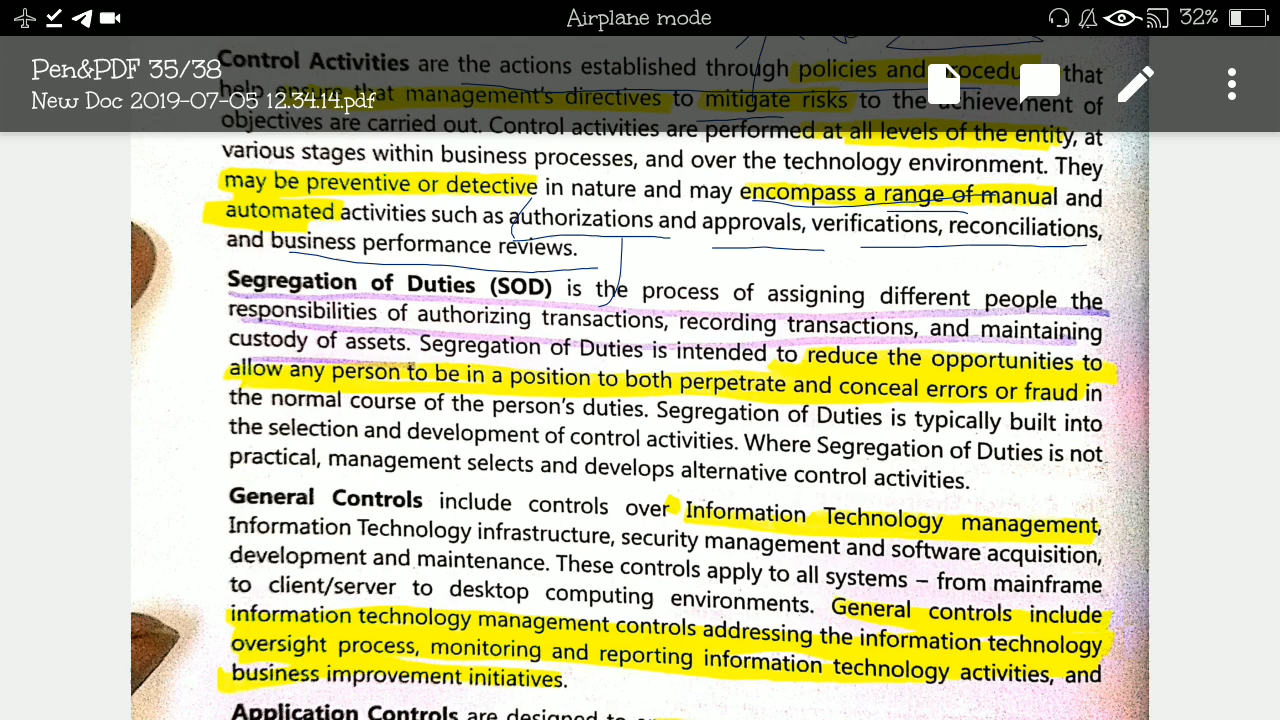 Airplane mode
32%
Pen&PDF 35/38
New Doc 2019-07-05 12.34.14.pdf
Control Activities are the actions established through policies and that
help ensure that management's directives to mitigate risks to the achievement of
objectives are carried out. Control activities are performed at all levels of the entity, at
various stages within business processes, and over the technology environment. They
may be preventive or detective in nature and may encompass a range of manual and
automated activities such as authorizations and approvals, verifications, reconciliations,
and business performance reviews.
Segregation of Duties (SOD) is the process of assigning different people the
responsibilities of authorizing transactions, recording transactions, and maintaining
custody of assets. Segregation of Duties is intended to reduce the opportunities to
allow any person to be in a position to both perpetrate and conceal errors or fraud in
the normal course of the person's duties. Segregation of Duties is typically built into
the selection and development of control activities. Where Segregation of Duties is not
practical, management selects and develops alternative control activities.
General Controls include controls over Information Technology management,
Information Technology infrastructure, security management and software acquisition,
development and maintenance. These controls apply to all systems – from mainframe
to client/server to desktop computing environments. General controls include
information technology management controls addressing the information technology
oversight process, monitoring and reporting information technology activities, and
business improvement initiatives.
Application Controls are designed to